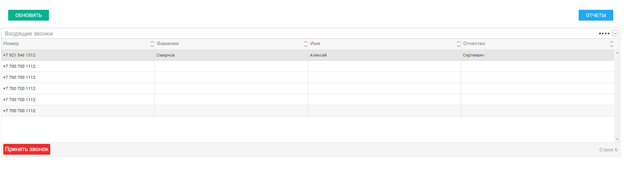 ОБНОВИТЬ ОТЧЕТЫ
Входящие звонки
Номер Фамилия Имя Отчество
+7 921 546 1312 Смирнов Алексей Сергеевич
+7 700 700 1112
+7 700 700 1112
+7 700 700 1112
+7 700 700 1112
+7 700 700 1112
Принять звонок Строк 6